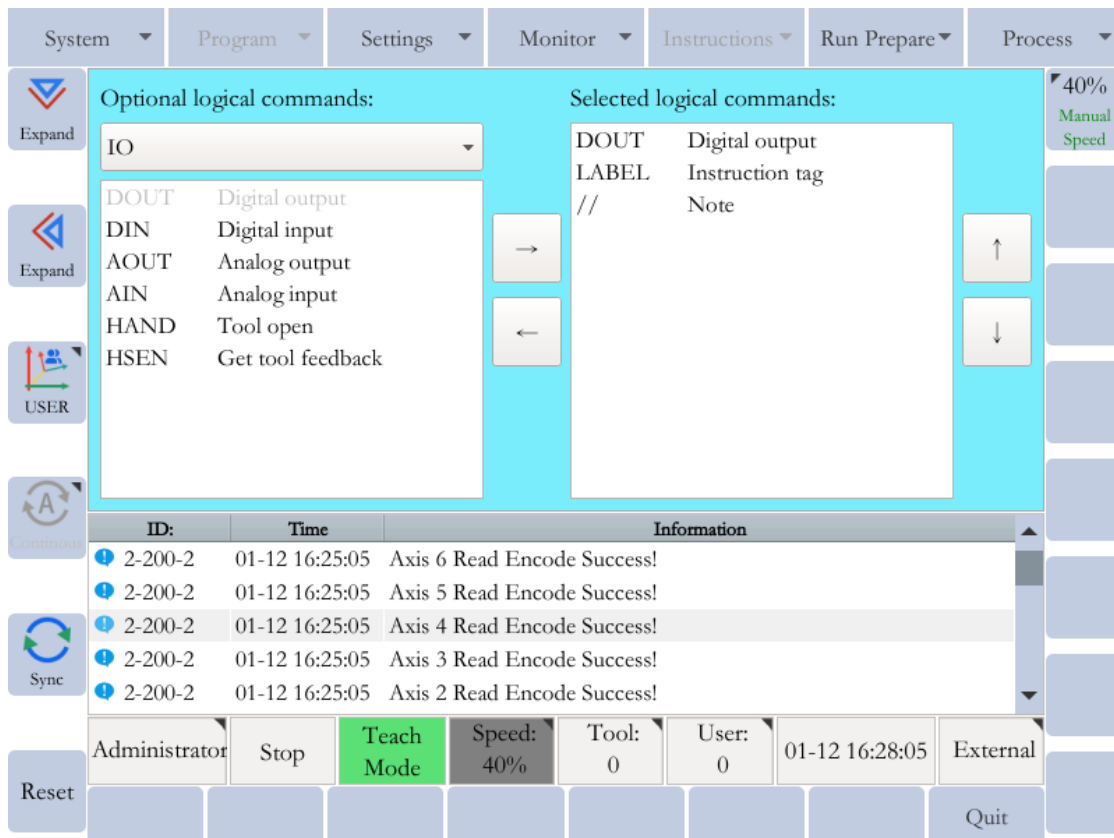 System Program Settings Monitor Instructions Run Prepare Process
Expand
Expand
USER
A
Continuous
Sync
Reset
Optional logical commands:
IO
DOUT Digital output
DIN Digital input
AOUT Analog output
AIN Analog input
HAND Tool open
HSEN Get tool feedback
→
←
Selected logical commands:
DOUT Digital output
LABEL Instruction tag
// Note
↑
↓
40%
Manual
Speed
ID: Time Information
2-200-2 01-12 16:25:05 Axis 6 Read Encode Success!
2-200-2 01-12 16:25:05 Axis 5 Read Encode Success!
2-200-2 01-12 16:25:05 Axis 4 Read Encode Success!
2-200-2 01-12 16:25:05 Axis 3 Read Encode Success!
2-200-2 01-12 16:25:05 Axis 2 Read Encode Success!
Administrator
Stop
Teach
Mode
Speed:
40%
Tool:
0
User:
0
01-12 16:28:05
External
Quit